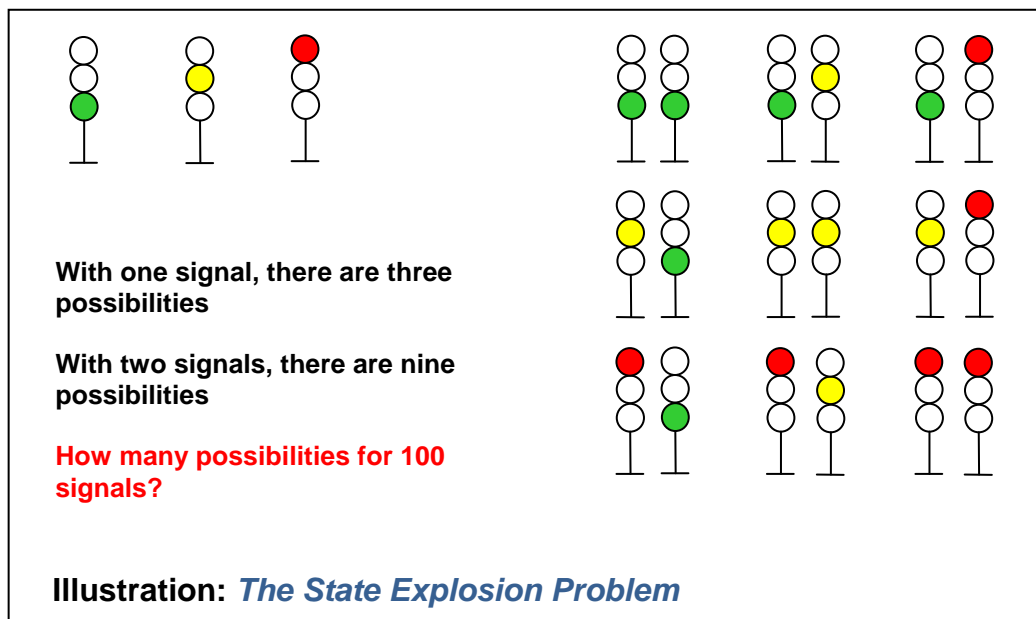 With one signal, there are three
possibilities
With two signals, there are nine
possibilities
How many possibilities for 100
signals?
Illustration: The State Explosion Problem